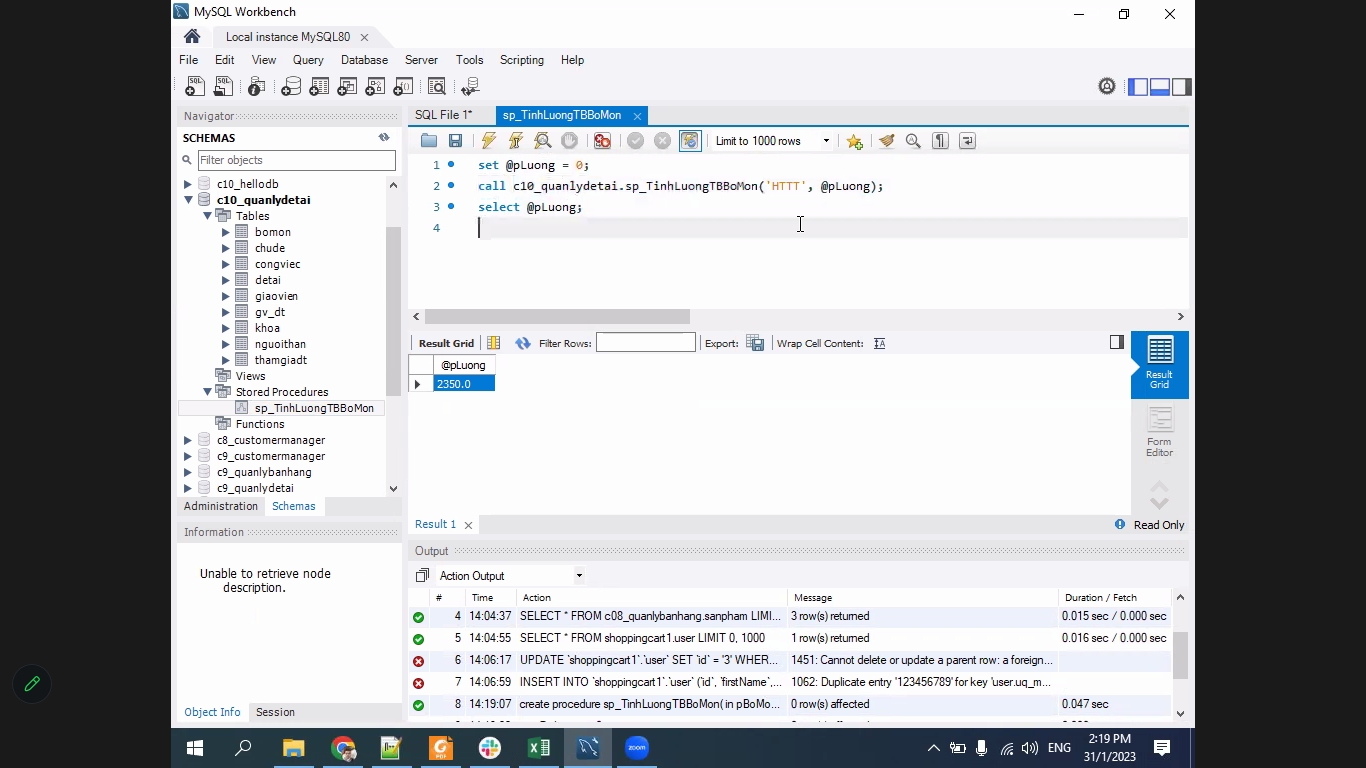 MySQL Workbench
Local instance MySQL80
File Edit View Query Database Server Tools Scripting Help
Navigator
SCHEMAS
Filter objects
c10_hellodb
c10_quanlydetai
Tables
bomon
chude
congviec
detai
giaovien
gv_dt
khoa
nguoithan
thamgiadt
Views
Stored Procedures
sp_TinhLuongTBBoMon
Functions
c8_customermanager
c9_customermanager
c9_quanlybanhang
c9_quanlydetai
Administration Schemas
Information
Unable to retrieve node
description.
Object Info Session
SQL File 1* sp_TinhLuongTBBoMon
Limit to 1000 rows
1 set @pLuong = 0;
2 call c10_quanlydetai.sp_TinhLuongTBBoMon('HTTT', @pLuong);
3 select @pLuong;
4
Result Grid Filter Rows: Export: Wrap Cell Content:
@pLuong
2350.0
Result
Grid
Form
Editor
Result 1 Read Only
Output
Action Output
# Time Action Message Duration / Fetch
4 14:04:37 SELECT * FROM c08_quanlybanhang.sanpham LIMI... 3 row(s) returned 0.015 sec / 0.000 sec
5 14:04:55 SELECT * FROM shoppingcart1.user LIMIT 0, 1000 1 row(s) returned 0.016 sec / 0.000 sec
6 14:06:17 UPDATE `shoppingcart1`.`user` SET `id` = '3' WHER... 1451: Cannot delete or update a parent row: a foreign...
7 14:06:59 INSERT INTO `shoppingcart1`.`user` (`id`, `firstName`,... 1062: Duplicate entry '123456789' for key 'user.uq_m...
8 14:19:07 create procedure sp_TinhLuongTBBoMon( in pBoMo... 0 row(s) affected 0.047 sec
zoom
ENG
2:19 PM
31/1/2023